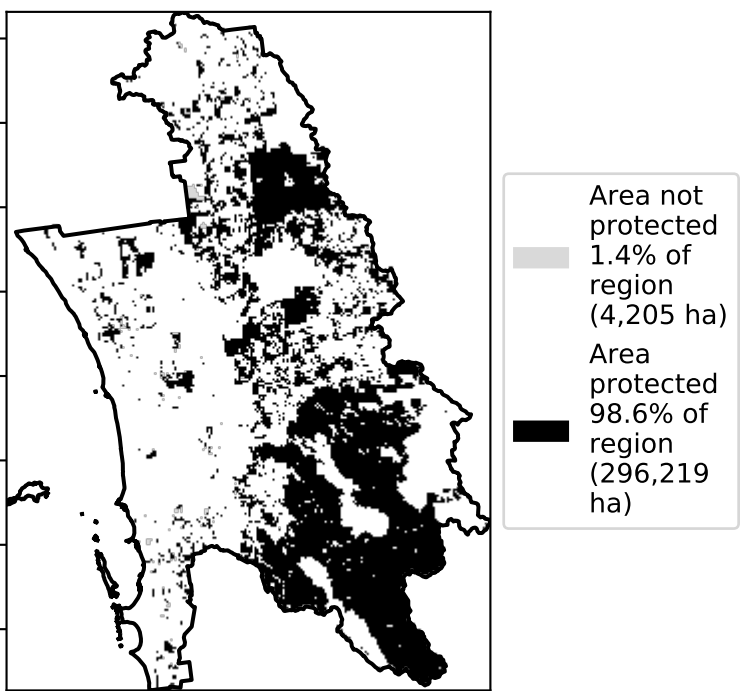 Area not
protected
1.4% of
region
(4,205 ha)
Area
protected
98.6% of
region
(296,219
ha)